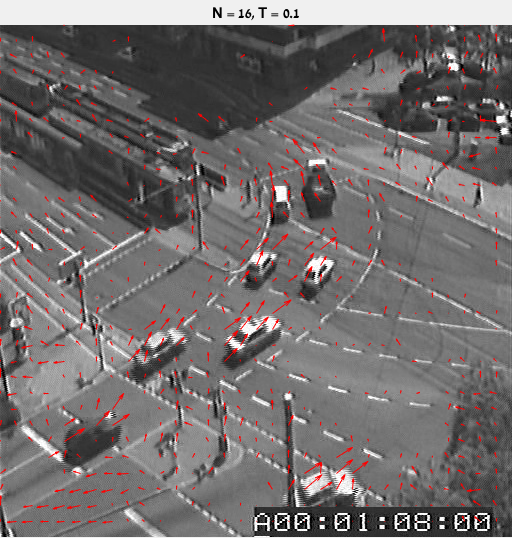 N = 16, T = 0.1
A00:01:08:00